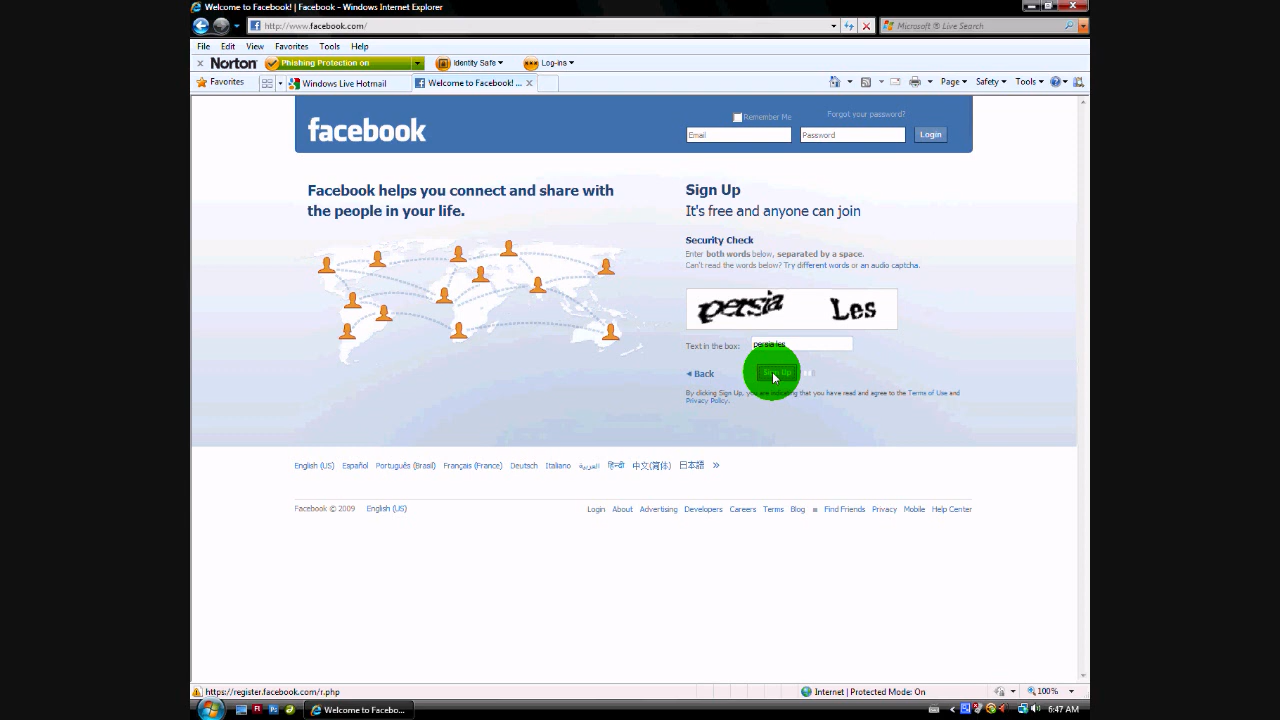 Welcome to Facebook! | Facebook - Windows Internet Explorer
http://www.facebook.com/
Microsoft® Live Search
File Edit View Favorites Tools Help
Norton Phishing Protection on Identity Safe Log-ins
Favorites Windows Live Hotmail Welcome to Facebook! ... Page Safety Tools
facebook
Remember Me Forgot your password?
Email Password Login
Facebook helps you connect and share with
the people in your life.
Sign Up
It's free and anyone can join
Security Check
Enter both words below, separated by a space.
Can't read the words below? Try different words or an audio captcha.
persia Les
Text in the box: persia les
Back Sign Up
By clicking Sign Up, you are indicating that you have read and agree to the Terms of Use and
Privacy Policy.
English (US) Español Português (Brasil) Français (France) Deutsch Italiano العربية हिन्दी 中文(简体) 日本語 »
Facebook © 2009 English (US) Login About Advertising Developers Careers Terms Blog Find Friends Privacy Mobile Help Center
https://register.facebook.com/r.php Internet | Protected Mode: On 100%
Welcome to Facebo... 6:47 AM